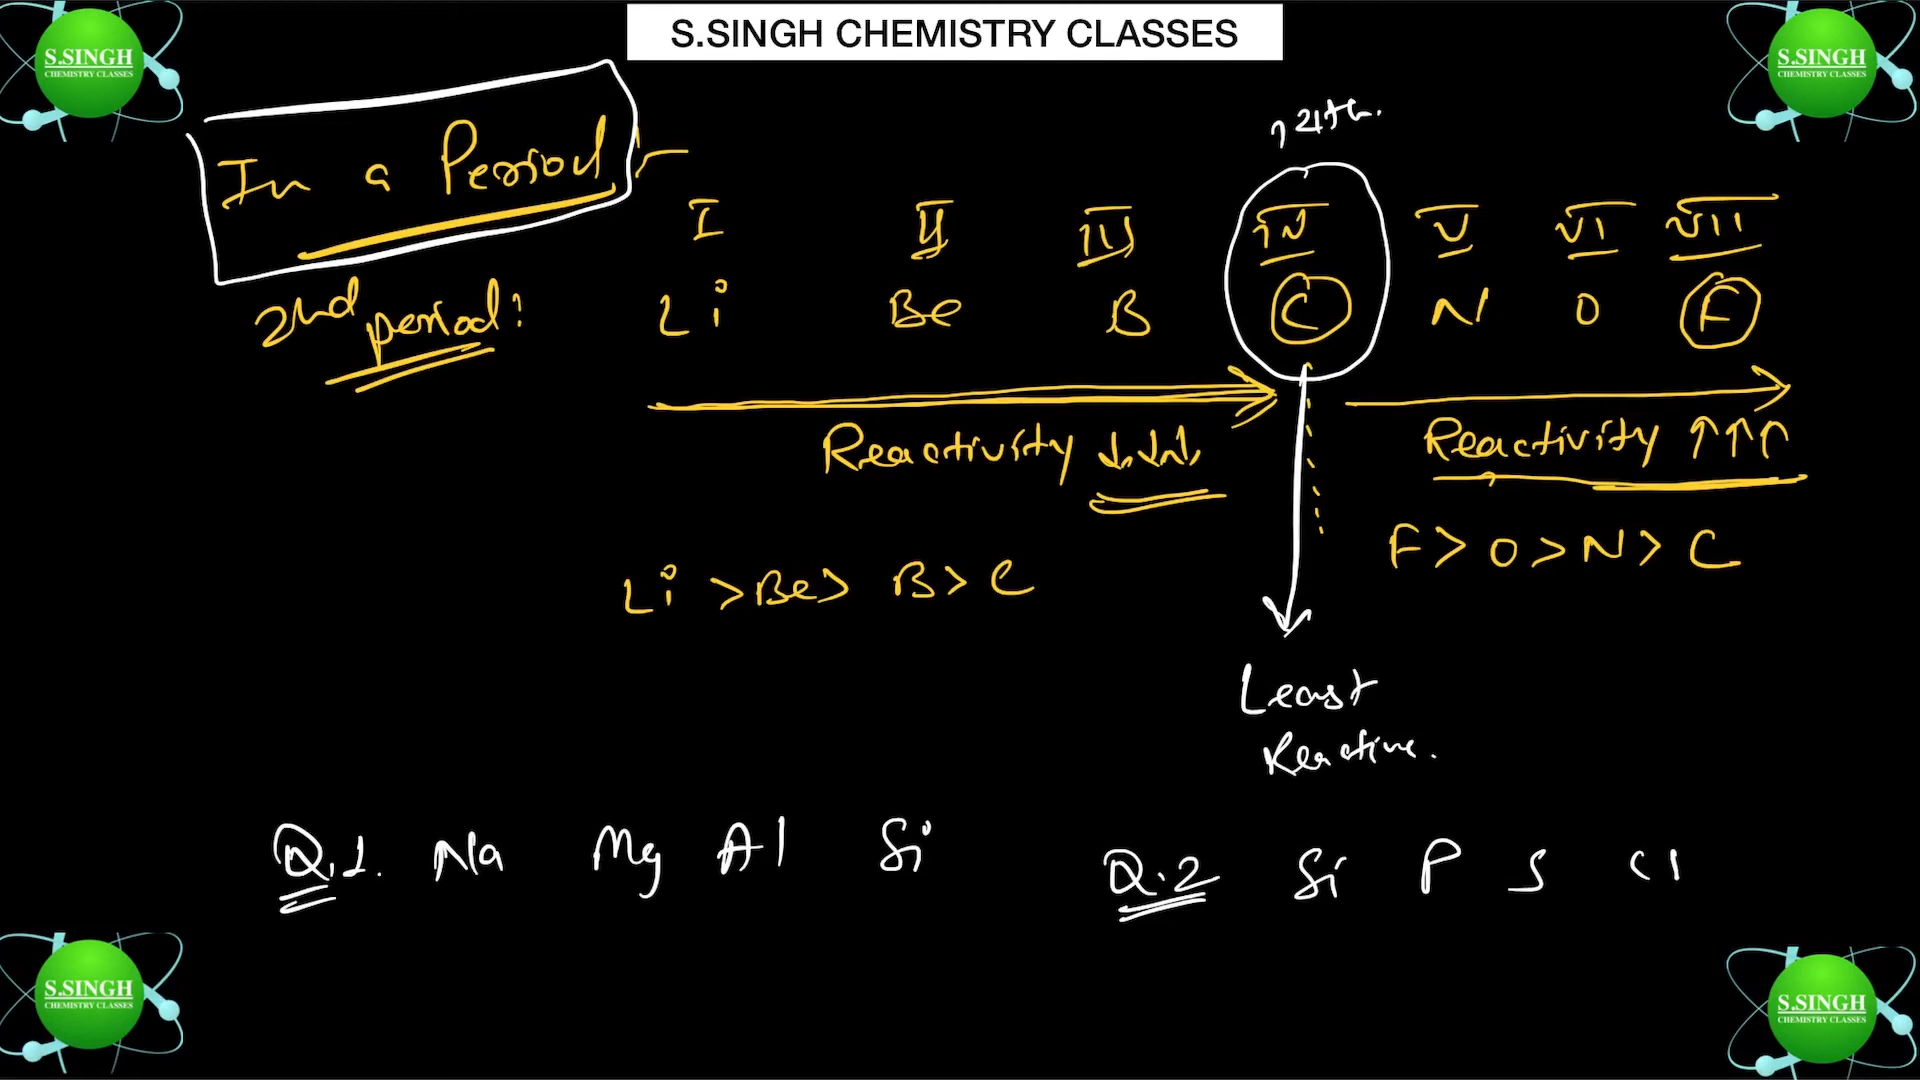 S.SINGH CHEMISTRY CLASSES
S.SINGH
CHEMISTRY CLASSES
S.SINGH
CHEMISTRY CLASSES
In a Period :-
I II III IV V VI VII
2nd period: Li Be B C N O F
Reactivity ↓↓↓ Reactivity ↑↑↑
F > O > N > C
Li > Be > B > C
Least
Reactive.
Q.1. Na Mg Al Si
Q.2 Si P S Cl
S.SINGH
CHEMISTRY CLASSES
S.SINGH
CHEMISTRY CLASSES